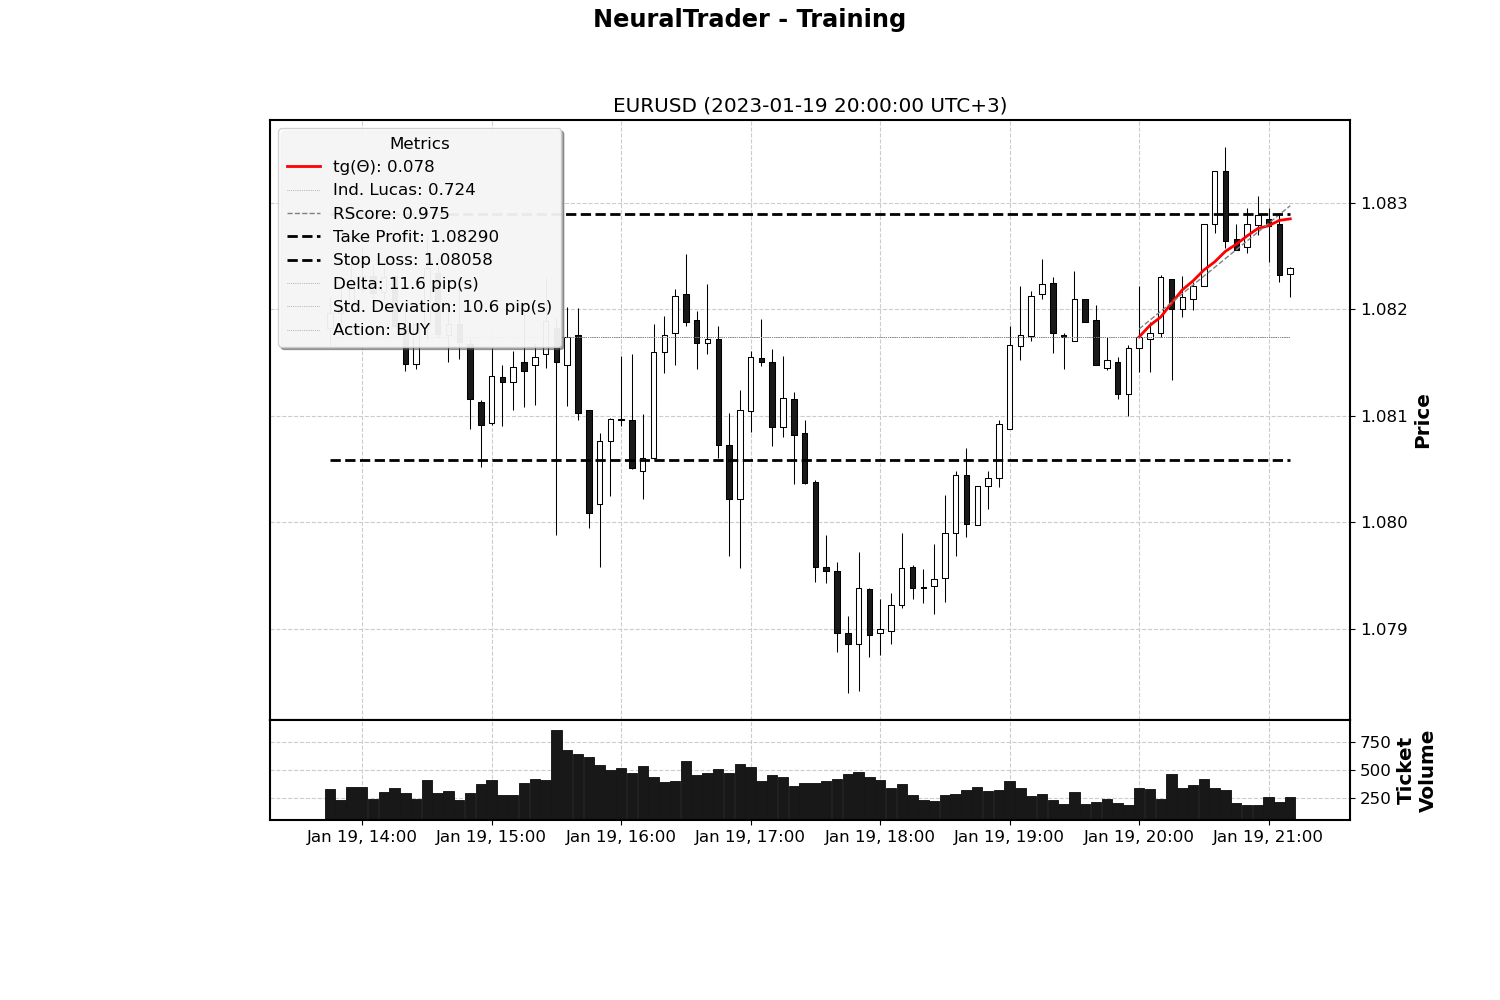 NeuralTrader - Training
EURUSD (2023-01-19 20:00:00 UTC+3)
Metrics
tg(Θ): 0.078
Ind. Lucas: 0.724
RScore: 0.975
Take Profit: 1.08290
Stop Loss: 1.08058
Delta: 11.6 pip(s)
Std. Deviation: 10.6 pip(s)
Action: BUY
1.083
1.082
1.081
1.080
1.079
Price
750
500
250
Ticket
Volume
Jan 19, 14:00
Jan 19, 15:00
Jan 19, 16:00
Jan 19, 17:00
Jan 19, 18:00
Jan 19, 19:00
Jan 19, 20:00
Jan 19, 21:00